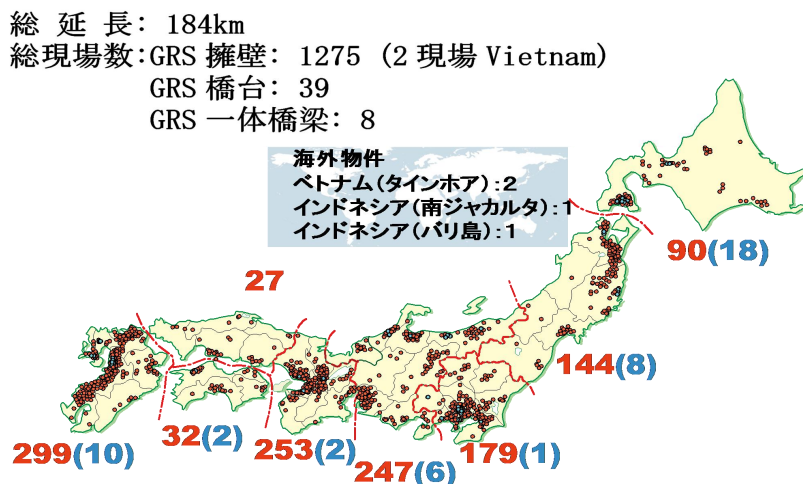 総 延 長: 184km
総現場数:GRS 擁壁: 1275 (2 現場 Vietnam)
GRS 橋台: 39
GRS 一体橋梁: 8
海外物件
ベトナム(タインホア):2
インドネシア(南ジャカルタ):1
インドネシア(バリ島):1
90(18)
27
144(8)
32(2)
253(2)
299(10)
247(6)
179(1)